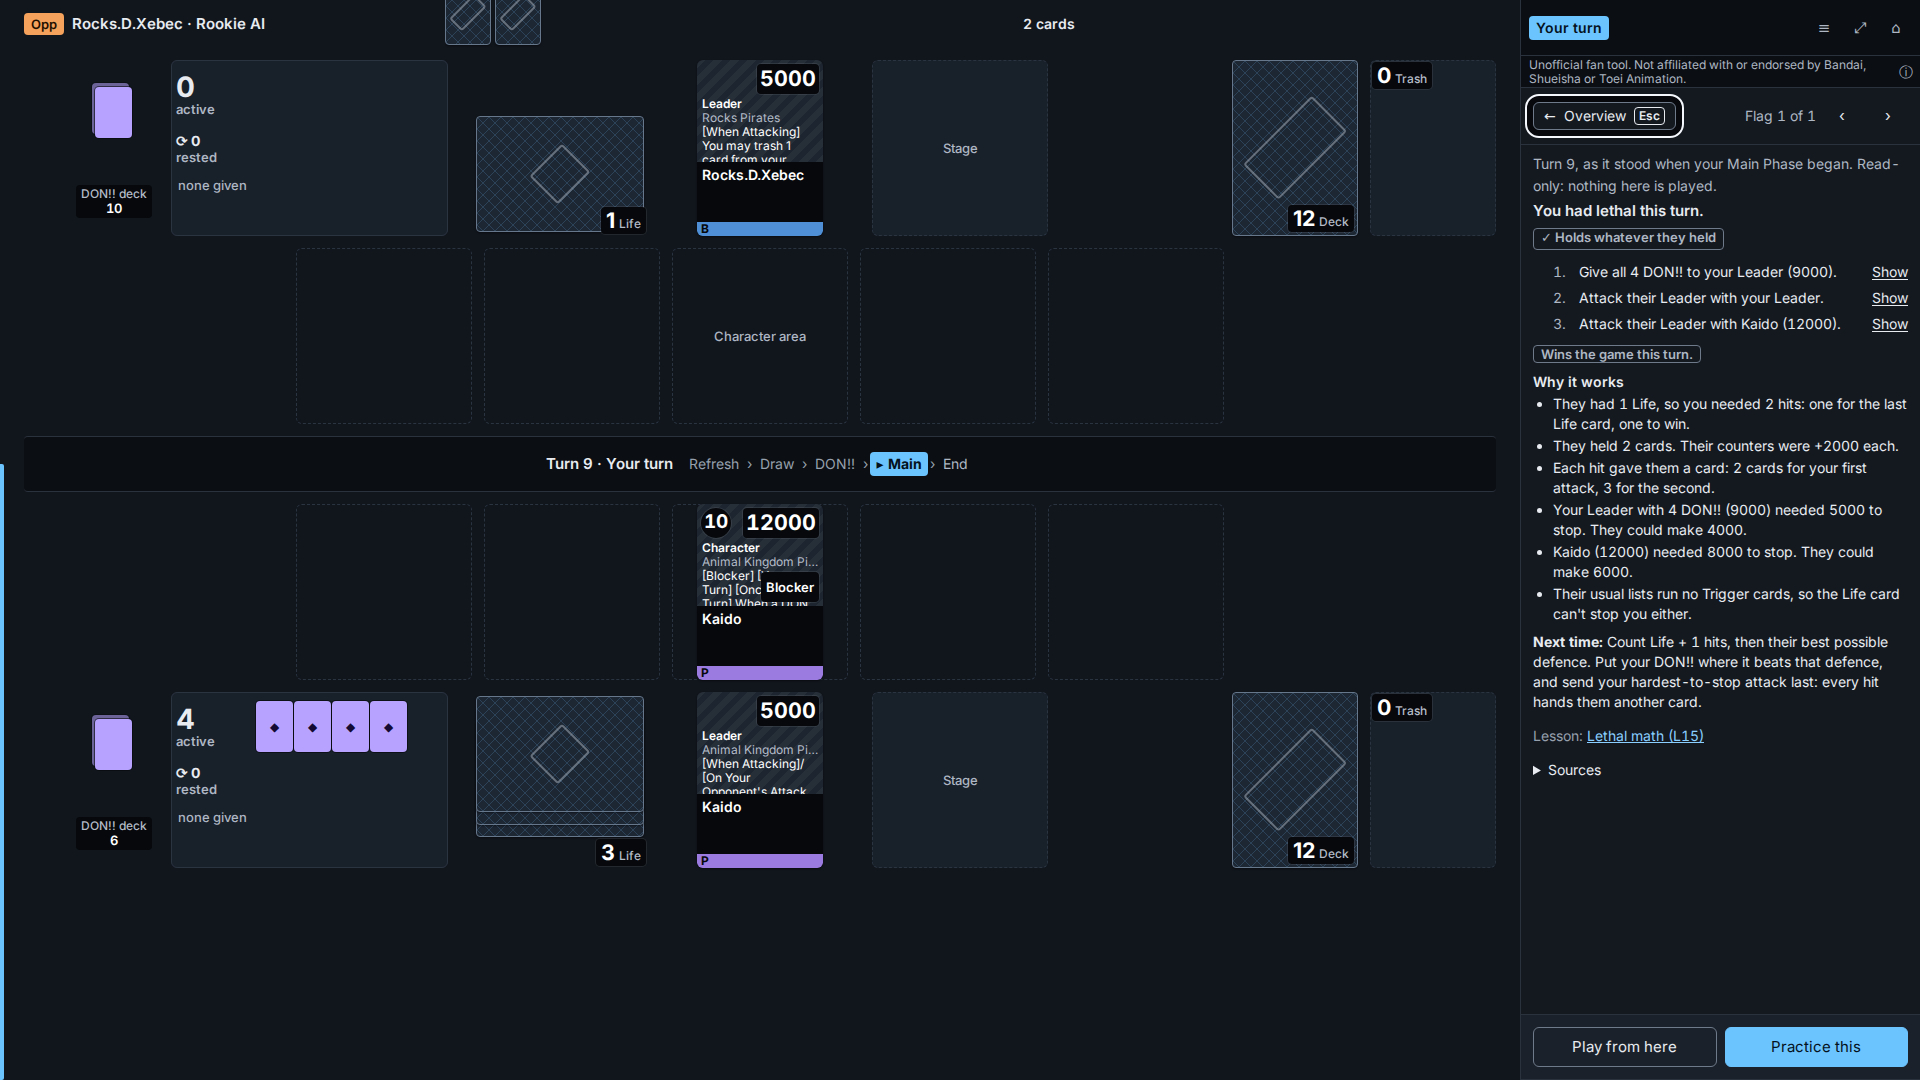 Opp Rocks.D.Xebec · Rookie AI
2 cards
0
active
⟳ 0
rested
none given
DON!! deck
10
1 Life
5000
Leader
Rocks Pirates
[When Attacking]
You may trash 1
card from your
Rocks.D.Xebec
B
Stage
12 Deck
0 Trash
Character area
Turn 9 · Your turn Refresh › Draw › DON!! › ▸ Main › End
10 12000
Character
Animal Kingdom Pi...
[Blocker] [
Turn] [Onc
Turn] When a DON
Blocker
Kaido
P
4
active
⟳ 0
rested
none given
DON!! deck
6
3 Life
5000
Leader
Animal Kingdom Pi...
[When Attacking]/
[On Your
Opponent's Attack
Kaido
P
Stage
12 Deck
0 Trash
Your turn
Unofficial fan tool. Not affiliated with or endorsed by Bandai,
Shueisha or Toei Animation.
← Overview Esc
Flag 1 of 1 ‹ ›
Turn 9, as it stood when your Main Phase began. Read-
only: nothing here is played.
You had lethal this turn.
✓ Holds whatever they held
1. Give all 4 DON!! to your Leader (9000). Show
2. Attack their Leader with your Leader. Show
3. Attack their Leader with Kaido (12000). Show
Wins the game this turn.
Why it works
• They had 1 Life, so you needed 2 hits: one for the last
Life card, one to win.
• They held 2 cards. Their counters were +2000 each.
• Each hit gave them a card: 2 cards for your first
attack, 3 for the second.
• Your Leader with 4 DON!! (9000) needed 5000 to
stop. They could make 4000.
• Kaido (12000) needed 8000 to stop. They could
make 6000.
• Their usual lists run no Trigger cards, so the Life card
can't stop you either.
Next time: Count Life + 1 hits, then their best possible
defence. Put your DON!! where it beats that defence,
and send your hardest-to-stop attack last: every hit
hands them another card.
Lesson: Lethal math (L15)
▶ Sources
Play from here
Practice this